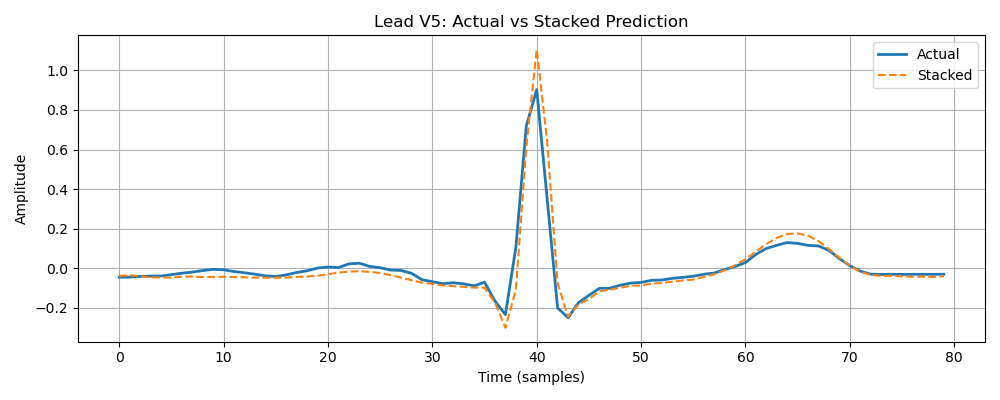 Lead V5: Actual vs Stacked Prediction
Actual
Stacked
Amplitude
1.0
0.8
0.6
0.4
0.2
0.0
−0.2
0 10 20 30 40 50 60 70 80
Time (samples)